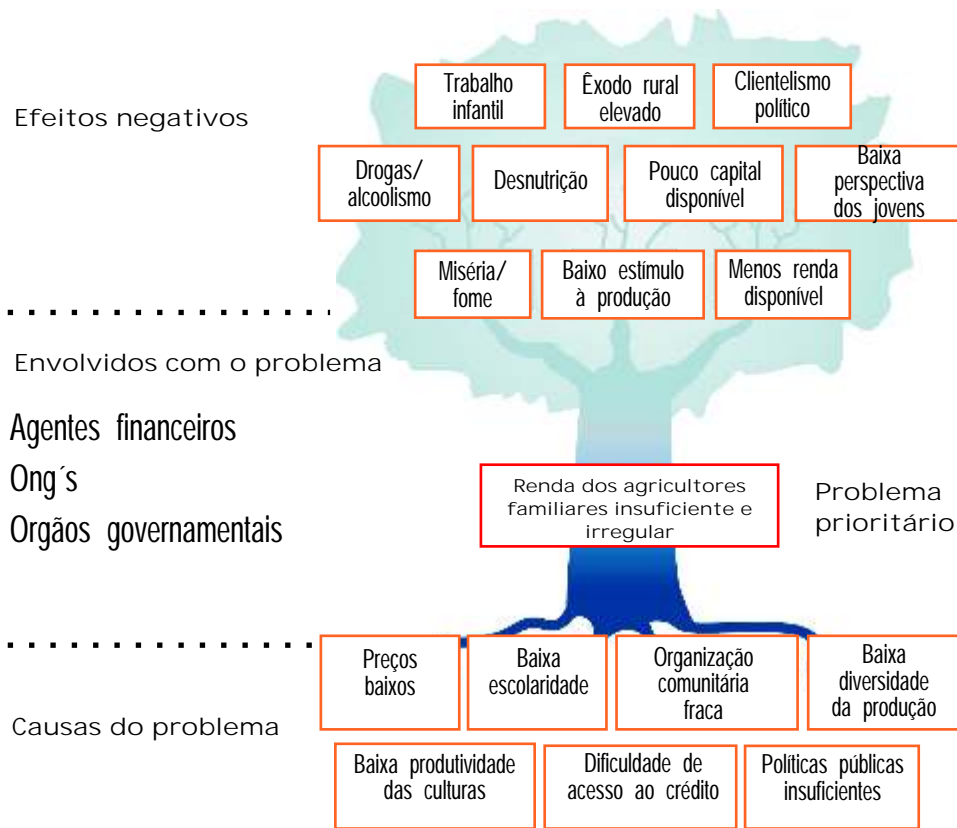 Efeitos negativos
Trabalho
infantil
Êxodo rural
elevado
Clientelismo
político
Drogas/
alcoolismo
Desnutrição
Pouco capital
disponível
Baixa
perspectiva
dos jovens
Miséria/
fome
Baixo estímulo
à produção
Menos renda
disponível
Envolvidos com o problema
Agentes financeiros
Ong´s
Orgãos governamentais
Renda dos agricultores
familiares insuficiente e
irregular
Problema
prioritário
Causas do problema
Preços
baixos
Baixa
escolaridade
Organização
comunitária
fraca
Baixa
diversidade
da produção
Baixa produtividade
das culturas
Dificuldade de
acesso ao crédito
Políticas públicas
insuficientes